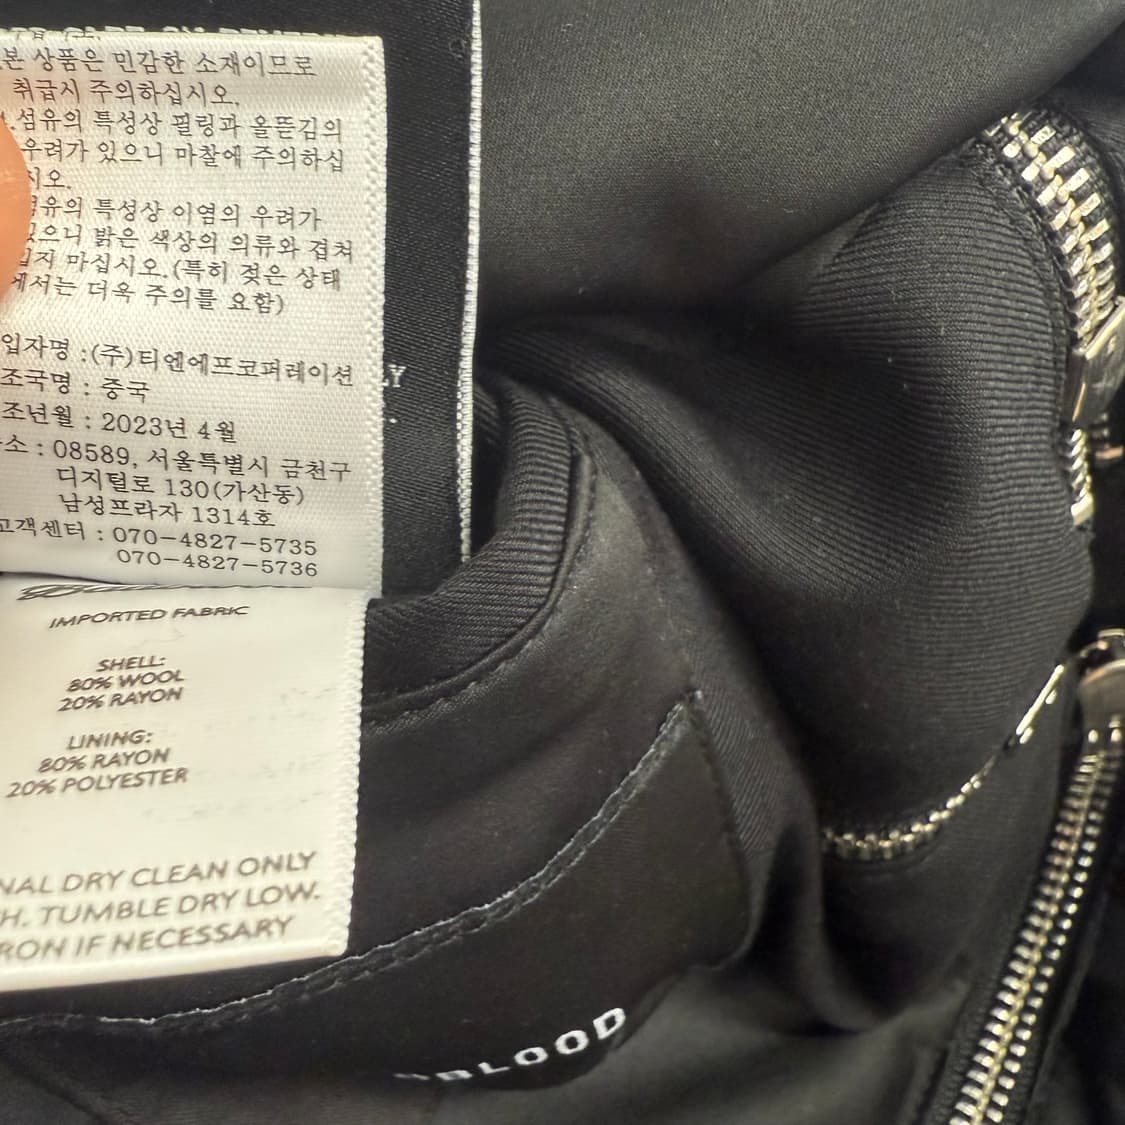 본 상품은 민감한 소재이므로
취급시 주의하십시오.
섬유의 특성상 필링과 올뜯김의
우려가 있으니 마찰에 주의하십
시오.
섬유의 특성상 이염의 우려가
있으니 밝은 색상의 의류와 겹쳐
입지 마십시오.(특히 젖은 상태
에서는 더욱 주의를 요함)
입자명 :(주)티엔에프코퍼레이션
조국명 : 중국
조년월 : 2023년 4월
소 : 08589, 서울특별시 금천구
디지털로 130(가산동)
남성프라자 1314호
고객센터 : 070-4827-5735
070-4827-5736
IMPORTED FABRIC
SHELL:
80% WOOL
20% RAYON
LINING:
80% RAYON
20% POLYESTER
NAL DRY CLEAN ONLY
H. TUMBLE DRY LOW.
RON IF NECESSARY
LY
BLOOD